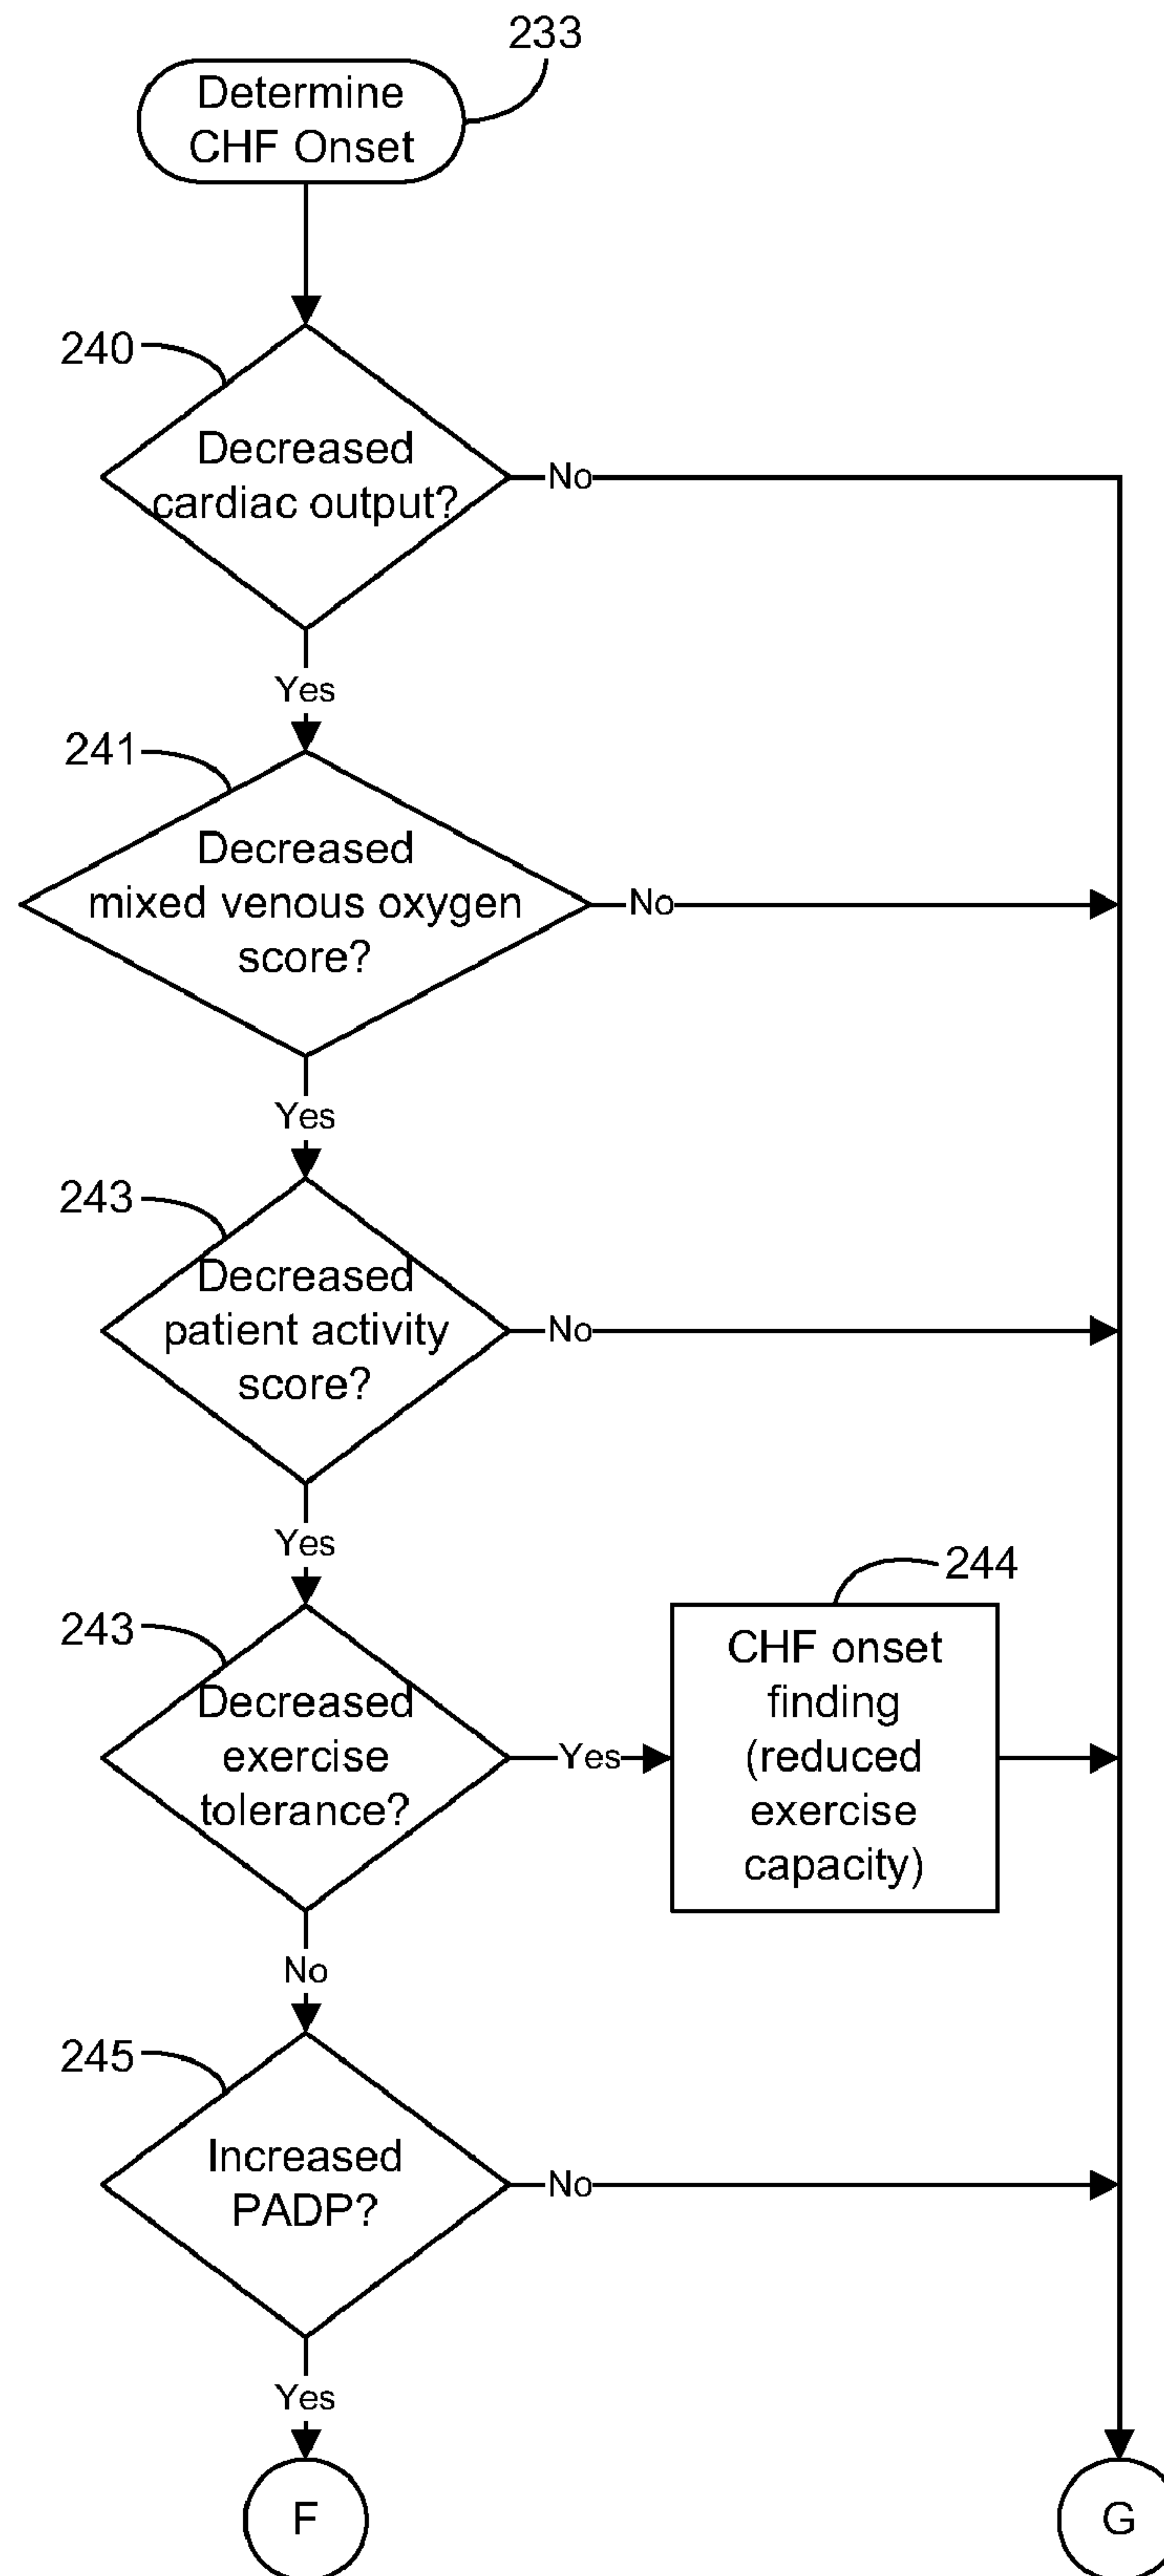 233
Determine
CHF Onset
240
Decreased
cardiac output?
No
Yes
241
Decreased
mixed venous oxygen
score?
No
Yes
243
Decreased
patient activity
score?
No
Yes
243
Decreased
exercise
tolerance?
Yes
244
CHF onset
finding
(reduced
exercise
capacity)
No
245
Increased
PADP?
No
Yes
F
G